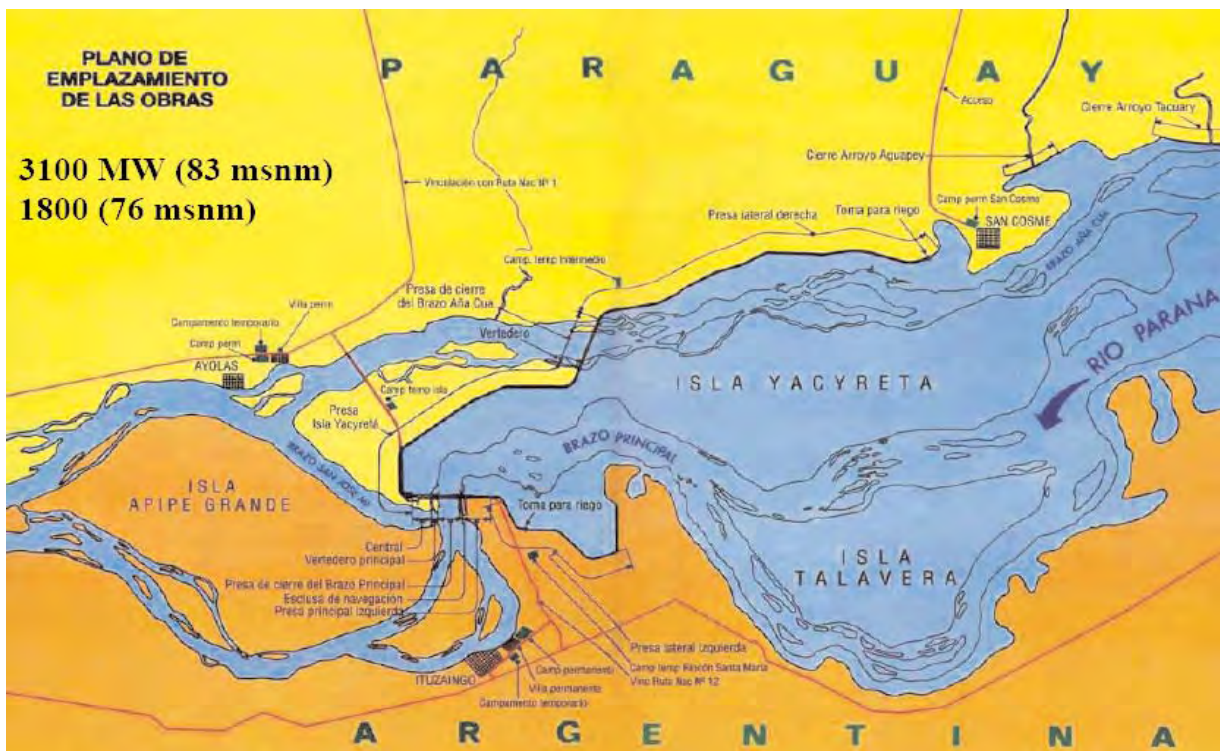 PLANO DE
EMPLAZAMIENTO
DE LAS OBRAS
3100 MW (83 msnm)
1800 (76 msnm)
PARAGUAY
Acceso
Cierre Arroyo Tacuary
Cierre Arroyo Aguapey
Vinculación con Ruta Nac Nº 1
Camp perm San Cosme
SAN COSME
Presa lateral derecha
Toma para riego
BRAZO AÑA CUA
Camp. temp Intermedio
Presa de cierre
del Brazo Aña Cua
Vertedero
Villa perm
Campamento temporario
Camp perm
AYOLAS
RIO PARANA
ISLA YACYRETA
Camp temp isla
Presa
Isla Yacyretá
BRAZO PRINCIPAL
BRAZO SAN JOSE MI
ISLA
APIPE GRANDE
Toma para riego
Central
Vertedero principal
Presa de cierre del Brazo Principal
Esclusa de navegación
Presa principal izquierda
ISLA
TALAVERA
Presa lateral izquierda
Camp temp Rincón Santa María
Vinc Ruta Nac Nº 12
ITUZAINGO
Camp permanente
Villa permanente
Campamento temporario
ARGENTINA